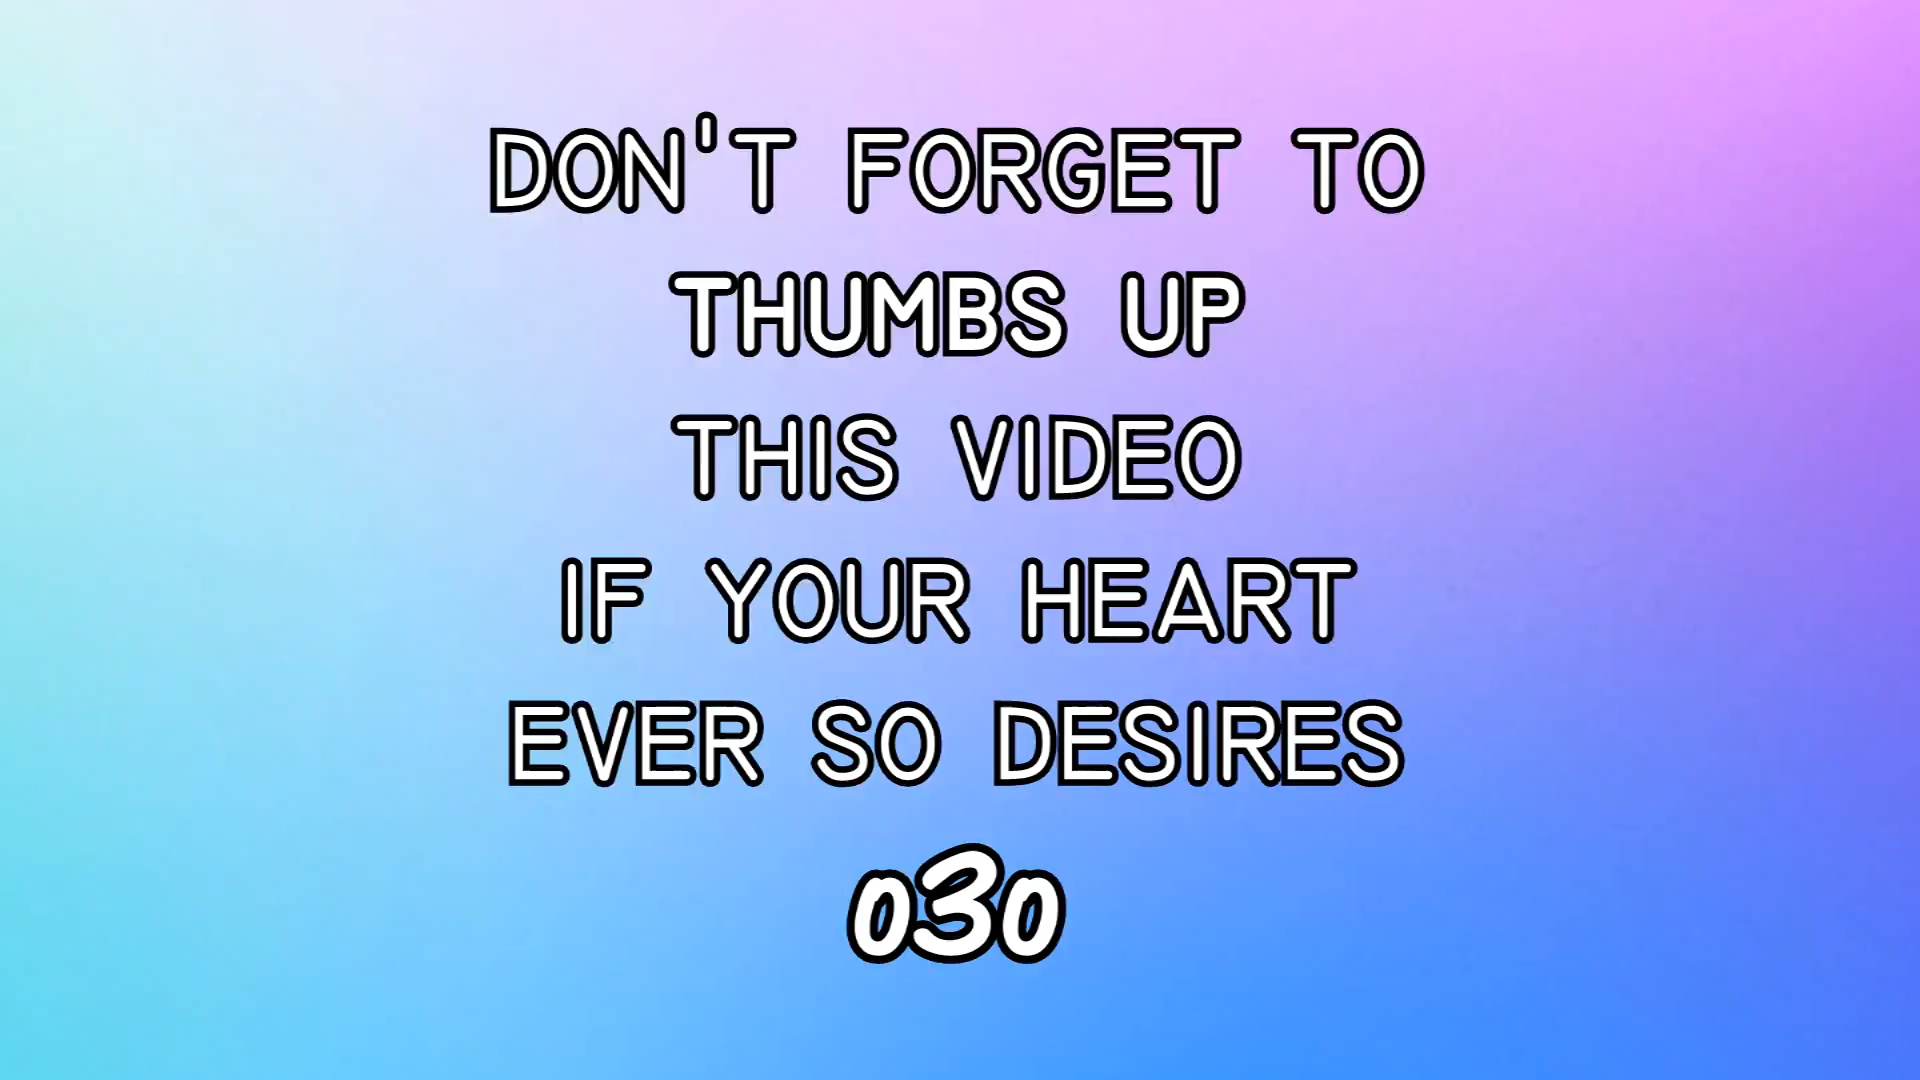 DON'T FORGET TO
THUMBS UP
THIS VIDEO
IF YOUR HEART
EVER SO DESIRES
o3o